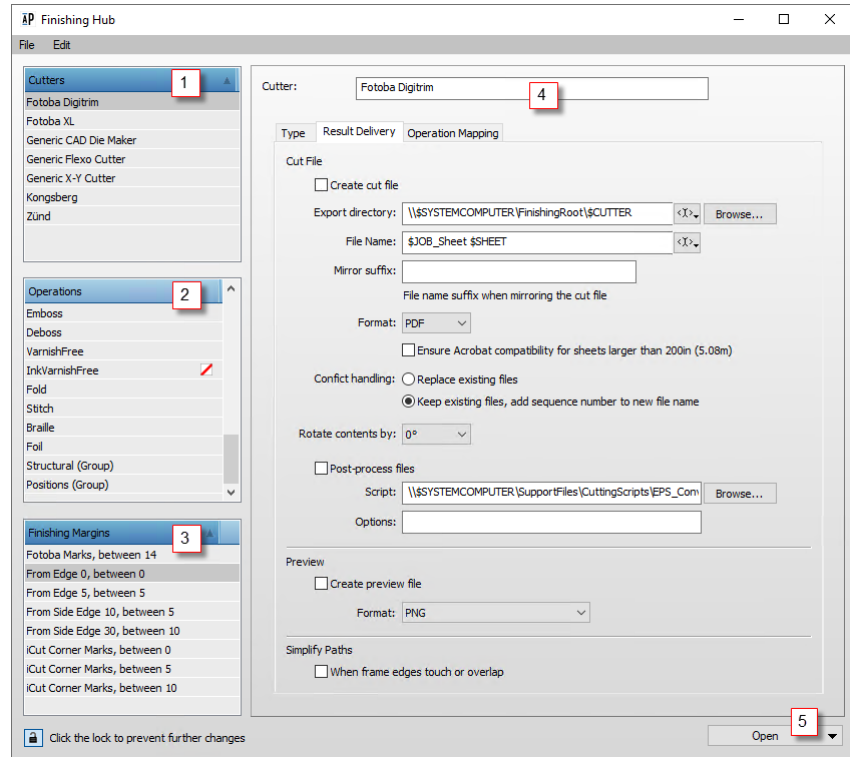 AP Finishing Hub
File Edit
Cutters 1
Fotoba Digitrim
Fotoba XL
Generic CAD Die Maker
Generic Flexo Cutter
Generic X-Y Cutter
Kongsberg
Zünd
Operations 2
Emboss
Deboss
VarnishFree
InkVarnishFree
Fold
Stitch
Braille
Foil
Structural (Group)
Positions (Group)
Finishing Margins 3
Fotoba Marks, between 14
From Edge 0, between 0
From Edge 5, between 5
From Side Edge 10, between 5
From Side Edge 30, between 10
iCut Corner Marks, between 0
iCut Corner Marks, between 5
iCut Corner Marks, between 10
Cutter: Fotoba Digitrim 4
Type Result Delivery Operation Mapping
Cut File
Create cut file
Export directory: \\$SYSTEMCOMPUTER\FinishingRoot\$CUTTER Browse...
File Name: $JOB_Sheet $SHEET
Mirror suffix:
File name suffix when mirroring the cut file
Format: PDF
Ensure Acrobat compatibility for sheets larger than 200in (5.08m)
Confict handling: Replace existing files
Keep existing files, add sequence number to new file name
Rotate contents by: 0°
Post-process files
Script: \\$SYSTEMCOMPUTER\SupportFiles\CuttingScripts\EPS_Conv Browse...
Options:
Preview
Create preview file
Format: PNG
Simplify Paths
When frame edges touch or overlap
Click the lock to prevent further changes
Open 5